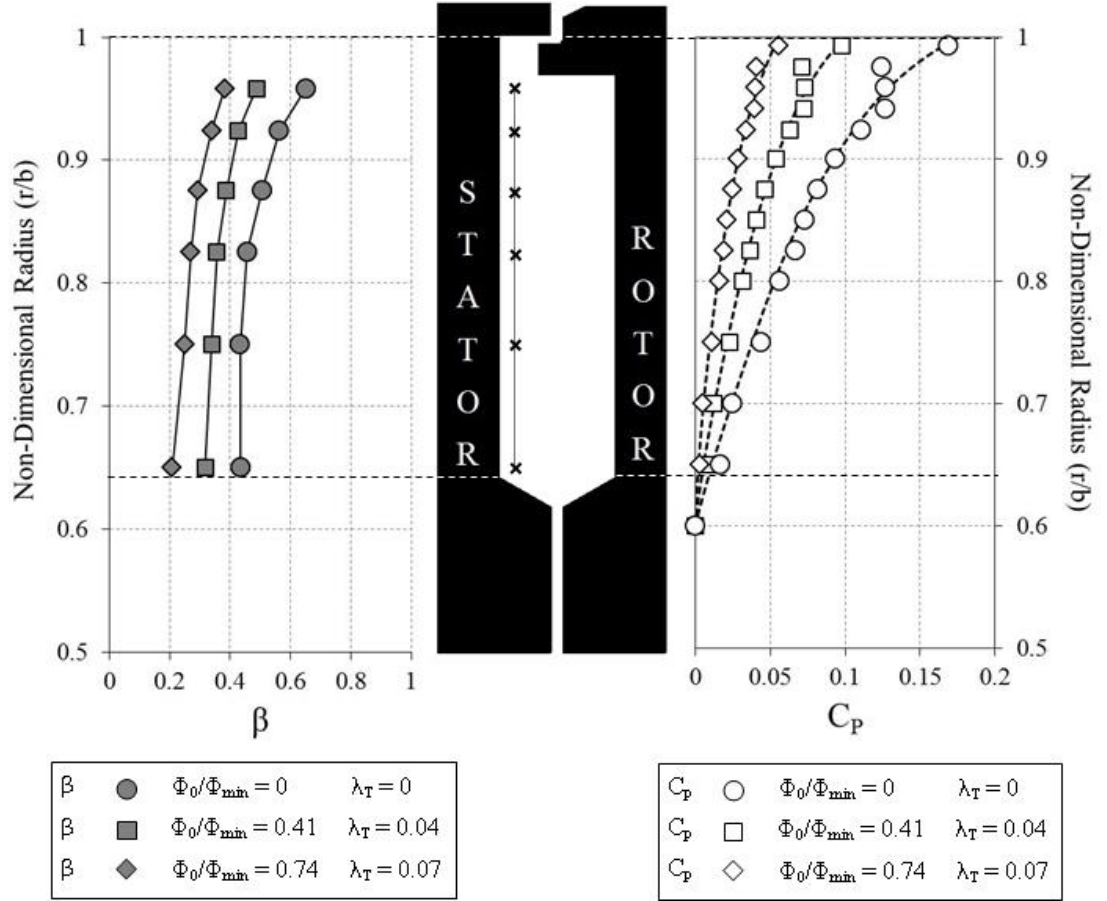 1
0.9
0.8
0.7
0.6
0.5
Non-Dimensional Radius (r/b)
0 0.2 0.4 0.6 0.8 1
β
STATOR
ROTOR
1
0.9
0.8
0.7
0.6
0.5
Non-Dimensional Radius (r/b)
0 0.05 0.1 0.15 0.2
C_P
β Φ₀/Φ_min = 0 λ_T = 0
β Φ₀/Φ_min = 0.41 λ_T = 0.04
β Φ₀/Φ_min = 0.74 λ_T = 0.07
C_p Φ₀/Φ_min = 0 λ_T = 0
C_p Φ₀/Φ_min = 0.41 λ_T = 0.04
C_p Φ₀/Φ_min = 0.74 λ_T = 0.07